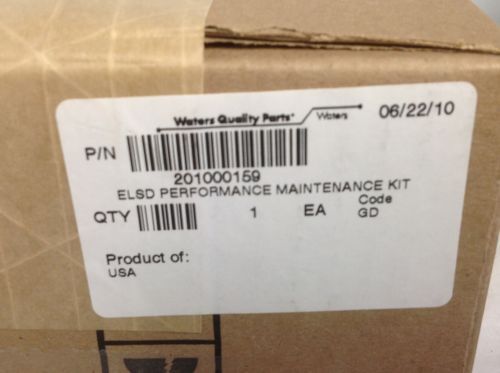 Waters Quality Parts Waters 06/22/10
P/N
201000159
ELSD PERFORMANCE MAINTENANCE KIT
QTY 1 EA Code
GD
Product of:
USA